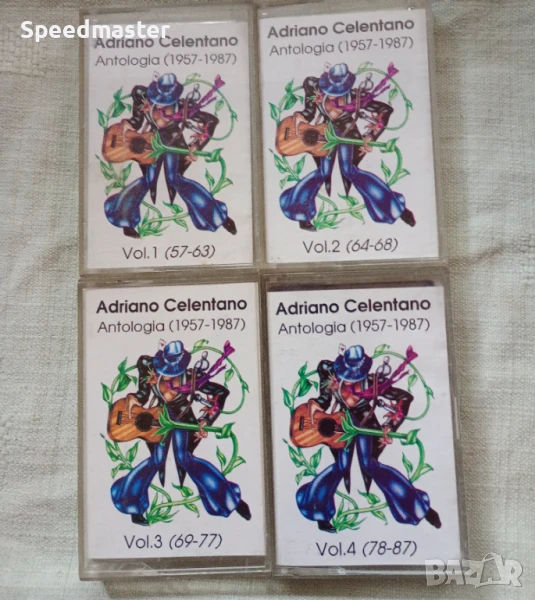 Speedmaster
Adriano Celentano
Antologia (1957-1987)
Vol.1 (57-63)
Adriano Celentano
Antologia (1957-1987)
Vol.2 (64-68)
Adriano Celentano
Antologia (1957-1987)
Vol.3 (69-77)
Adriano Celentano
Antologia (1957-1987)
Vol.4 (78-87)
BAZAR